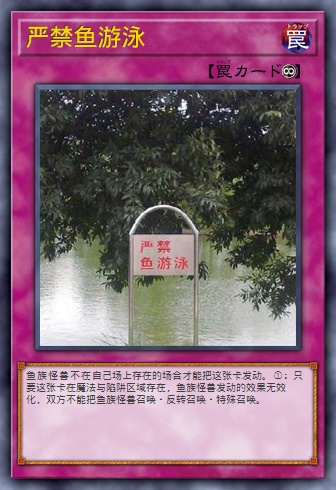 严禁鱼游泳
トラップ
罠
【罠カード】
严禁
鱼游泳
鱼族怪兽不在自己场上存在的场合才能把这张卡发动。①：只
要这张卡在魔法与陷阱区域存在，鱼族怪兽发动的效果无效
化，双方不能把鱼族怪兽召唤・反转召唤・特殊召唤。